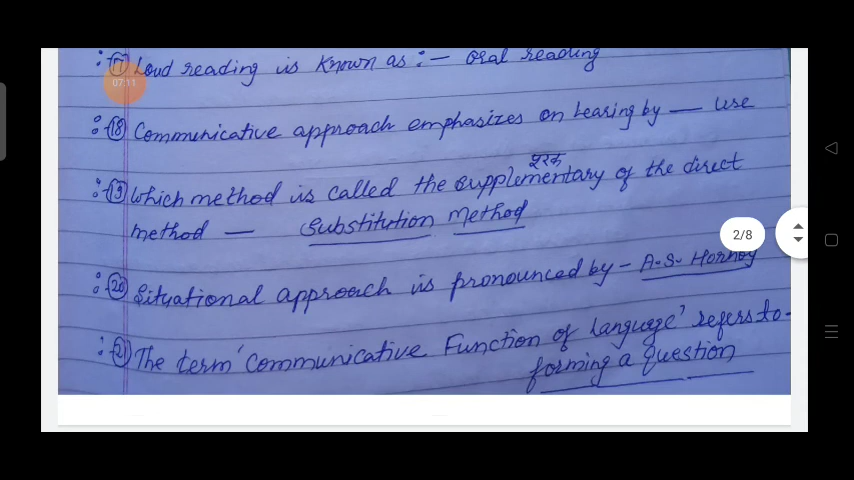 :(17) Loud reading is known as :- oral reading
07:11
:(18) Communicative approach emphasizes on learing by — use
पूरक
:(19) Which method is called the supplementary of the direct
method — Substitution Method
2/8
:(20) Situational approach is pronounced by - A.S. Hornby
:(21) The term 'Communicative Function of language' refers to-
forming a question